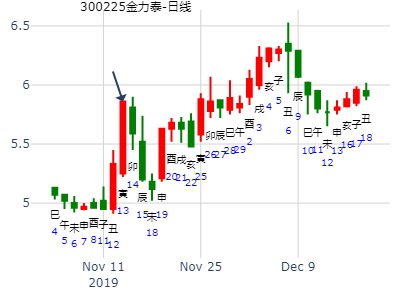 300225金力泰-日线
6.5
6
5.5
5
巳 午 未 申 酉 子 丑 寅 卯 辰 未 申 酉 戌 亥 寅 卯 辰 巳 午 酉 戌 亥 子 丑 辰 巳 午 未 申 亥 子 丑
4 5 6 7 8 11 12 13 14 15 18 19 20 21 22 25 26 27 28 29 2 3 4 5 6 9 10 11 12 13 16 17 18
Nov 11 Nov 25 Dec 9
2019